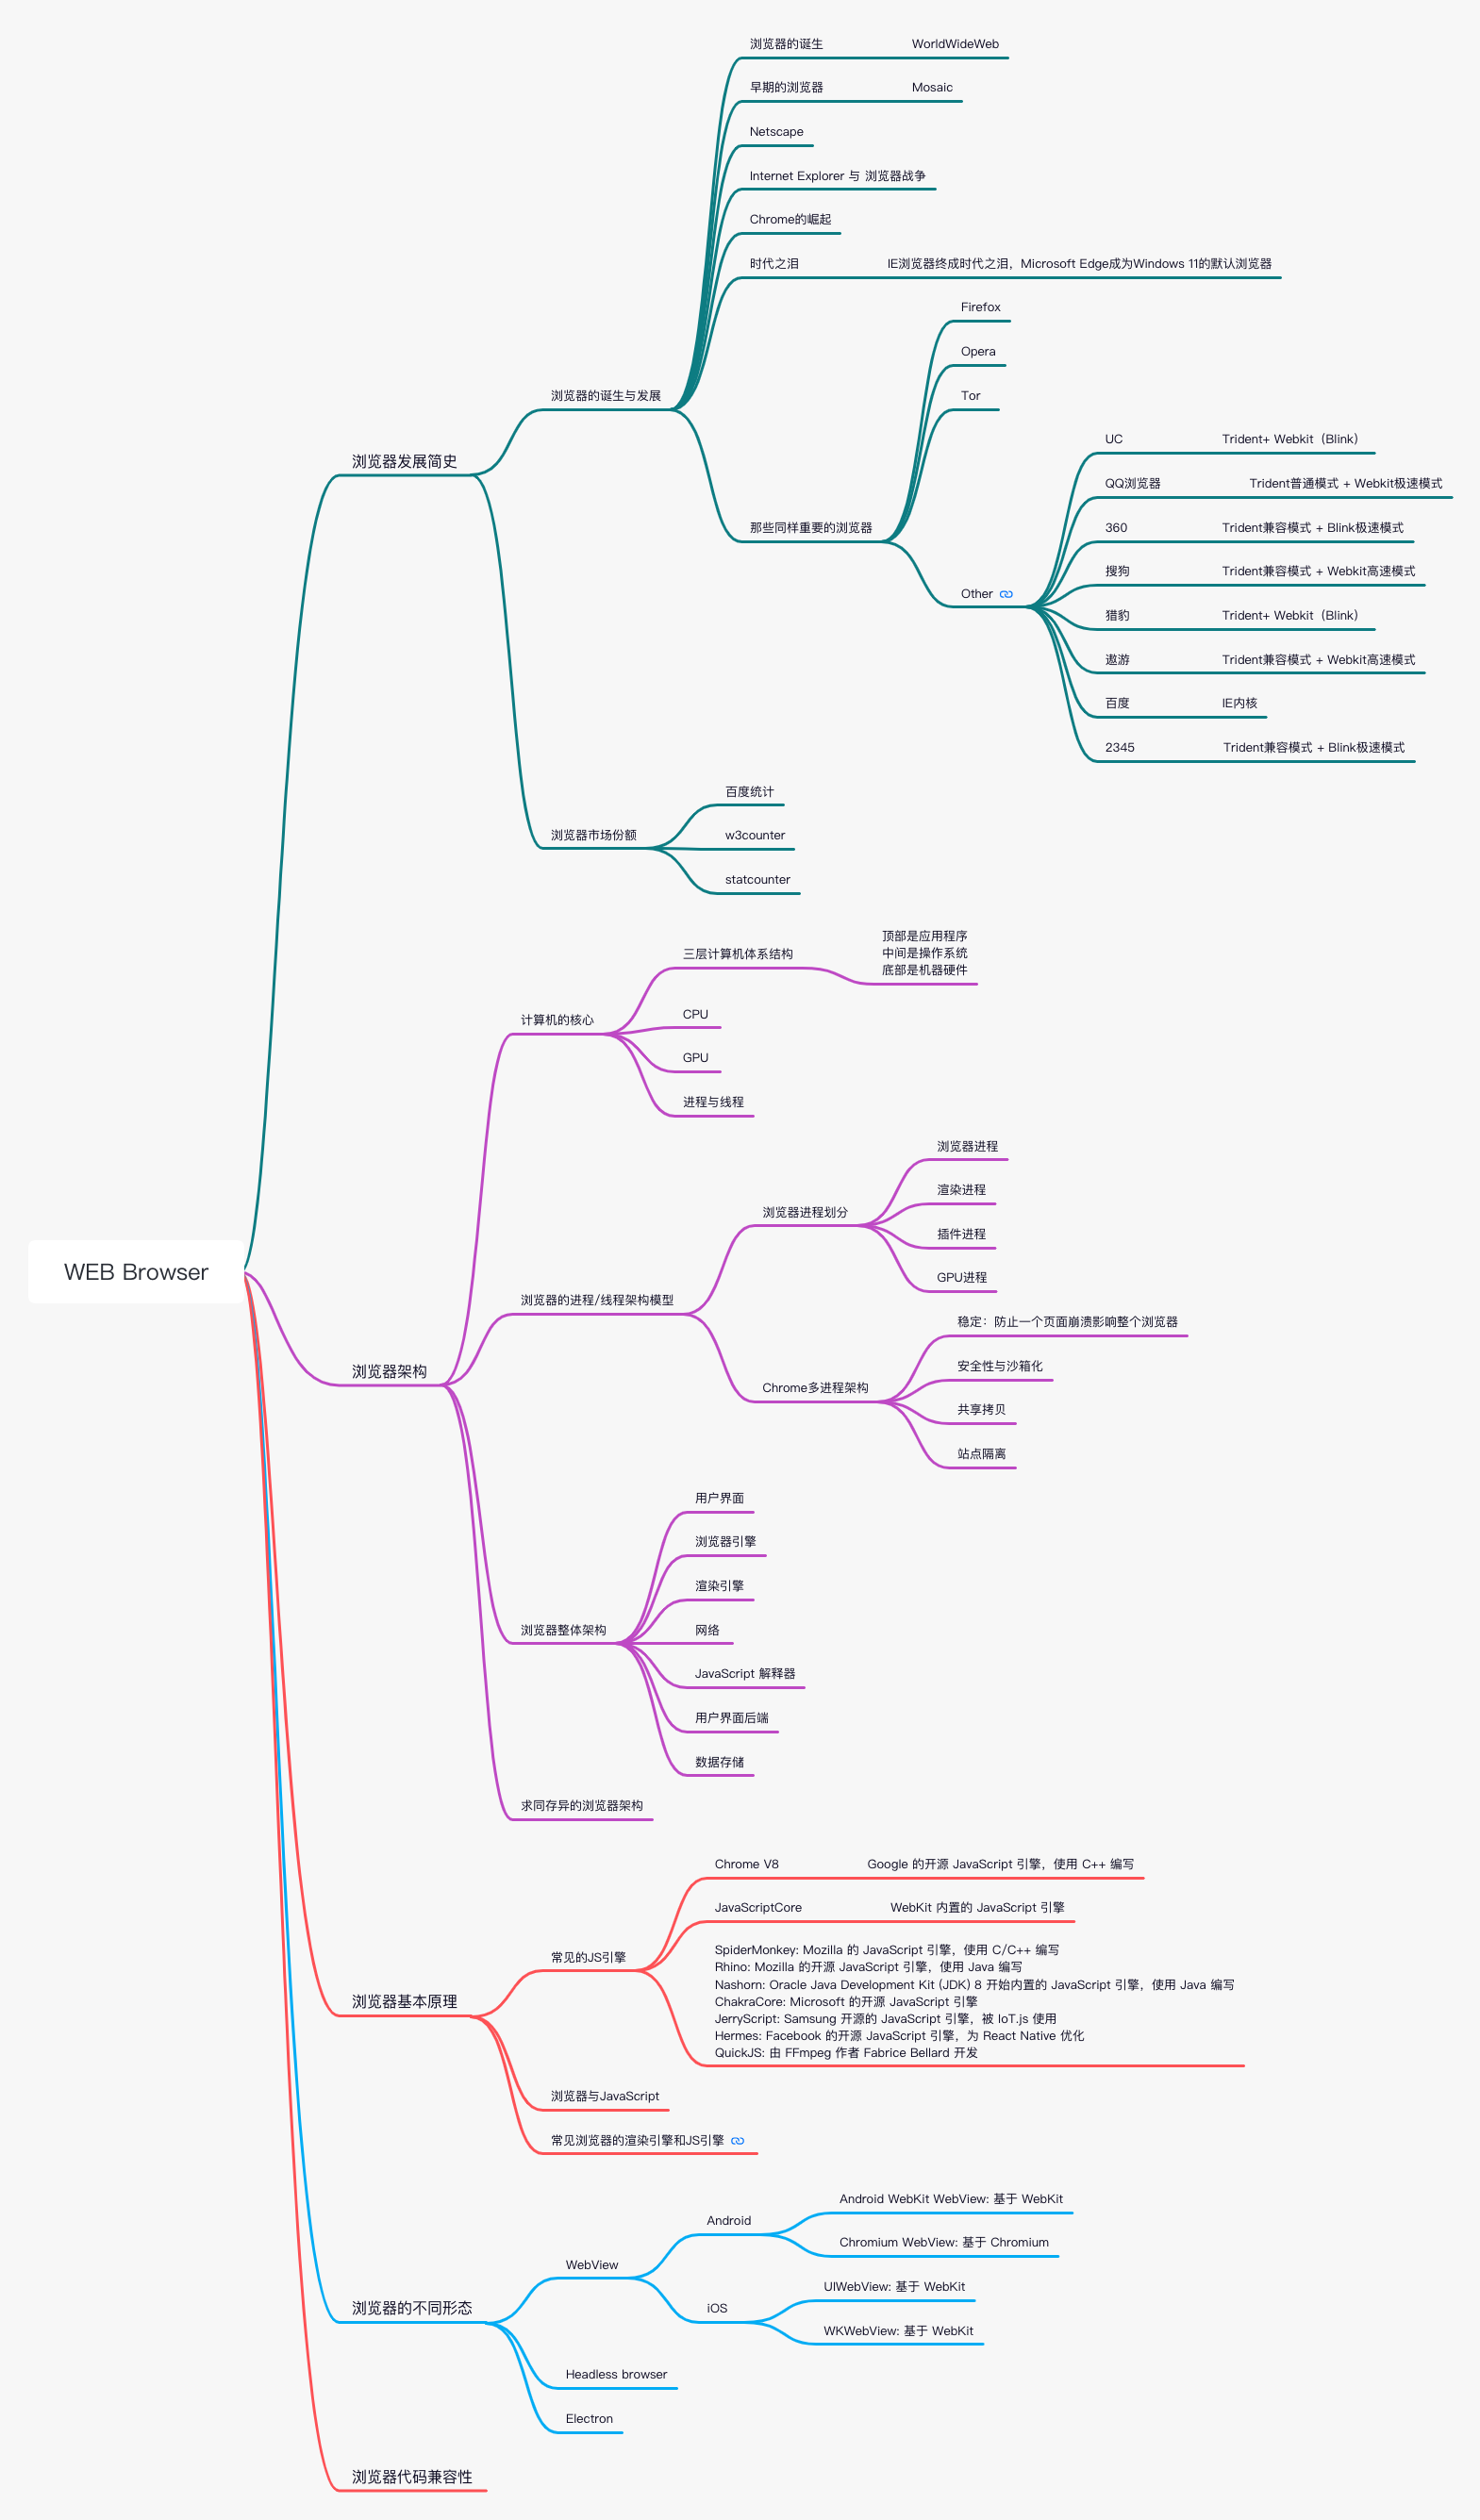 WEB Browser
浏览器发展简史
浏览器的诞生与发展
浏览器的诞生
WorldWideWeb
早期的浏览器
Mosaic
Netscape
Internet Explorer 与 浏览器战争
Chrome的崛起
时代之泪
IE浏览器终成时代之泪，Microsoft Edge成为Windows 11的默认浏览器
那些同样重要的浏览器
Firefox
Opera
Tor
Other
UC
Trident+ Webkit（Blink）
QQ浏览器
Trident普通模式 + Webkit极速模式
360
Trident兼容模式 + Blink极速模式
搜狗
Trident兼容模式 + Webkit高速模式
猎豹
Trident+ Webkit（Blink）
遨游
Trident兼容模式 + Webkit高速模式
百度
IE内核
2345
Trident兼容模式 + Blink极速模式
浏览器市场份额
百度统计
w3counter
statcounter
浏览器架构
计算机的核心
三层计算机体系结构
顶部是应用程序
中间是操作系统
底部是机器硬件
CPU
GPU
进程与线程
浏览器的进程/线程架构模型
浏览器进程划分
浏览器进程
渲染进程
插件进程
GPU进程
Chrome多进程架构
稳定：防止一个页面崩溃影响整个浏览器
安全性与沙箱化
共享拷贝
站点隔离
浏览器整体架构
用户界面
浏览器引擎
渲染引擎
网络
JavaScript 解释器
用户界面后端
数据存储
求同存异的浏览器架构
浏览器基本原理
常见的JS引擎
Chrome V8
Google 的开源 JavaScript 引擎，使用 C++ 编写
JavaScriptCore
WebKit 内置的 JavaScript 引擎
SpiderMonkey: Mozilla 的 JavaScript 引擎，使用 C/C++ 编写
Rhino: Mozilla 的开源 JavaScript 引擎，使用 Java 编写
Nashorn: Oracle Java Development Kit (JDK) 8 开始内置的 JavaScript 引擎，使用 Java 编写
ChakraCore: Microsoft 的开源 JavaScript 引擎
JerryScript: Samsung 开源的 JavaScript 引擎，被 IoT.js 使用
Hermes: Facebook 的开源 JavaScript 引擎，为 React Native 优化
QuickJS: 由 FFmpeg 作者 Fabrice Bellard 开发
浏览器与JavaScript
常见浏览器的渲染引擎和JS引擎
浏览器的不同形态
WebView
Android
Android WebKit WebView: 基于 WebKit
Chromium WebView: 基于 Chromium
iOS
UIWebView: 基于 WebKit
WKWebView: 基于 WebKit
Headless browser
Electron
浏览器代码兼容性